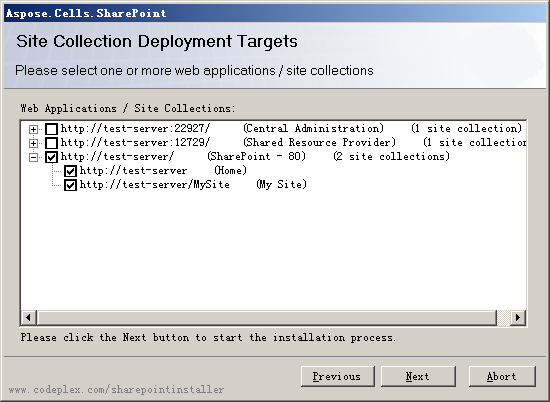 Aspose.Cells.SharePoint
Site Collection Deployment Targets
Please select one or more web applications / site collections
Web Applications / Site Collections:
http://test-server:22927/ (Central Administration) (1 site collection)
http://test-server:12729/ (Shared Resource Provider) (1 site collection
http://test-server/ (SharePoint - 80) (2 site collections)
http://test-server (Home)
http://test-server/MySite (My Site)
Please click the Next button to start the installation process.
Previous Next Abort
www.codeplex.com/sharepointinstaller